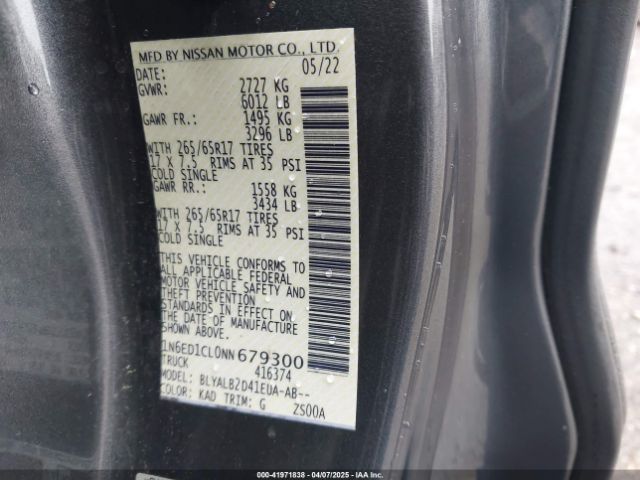 MFD BY NISSAN MOTOR CO., LTD.
DATE: 05/22
GVWR: 2727 KG
6012 LB
GAWR FR.: 1495 KG
3296 LB
WITH 265/65R17 TIRES
17 X 7.5 RIMS AT 35 PSI
COLD SINGLE
GAWR RR.: 1558 KG
3434 LB
WITH 265/65R17 TIRES
17 X 7.5 RIMS AT 35 PSI
COLD SINGLE
THIS VEHICLE CONFORMS TO
ALL APPLICABLE FEDERAL
MOTOR VEHICLE SAFETY AND
THEFT PREVENTION
STANDARDS IN EFFECT ON
THE DATE OF MANUFACTURE
SHOWN ABOVE.
1N6ED1CL0NN679300
TRUCK 416374
MODEL: BLYALB2D41EUA-AB--
COLOR: KAD TRIM: G ZS00A
000-41971838 04/07/2025 IAA Inc.